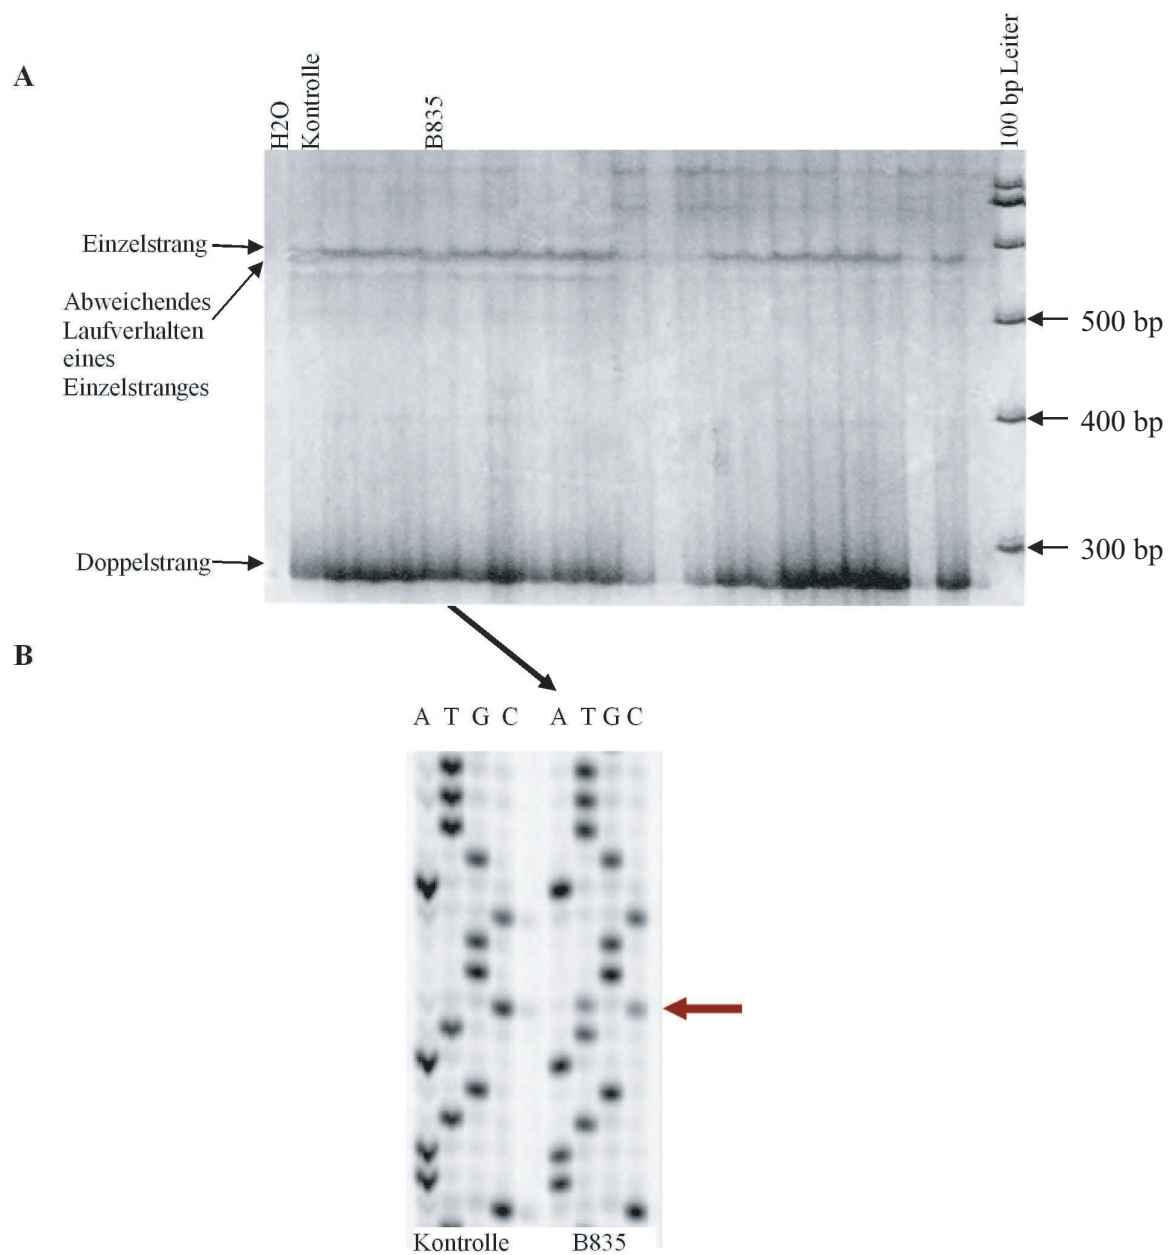 A
H2O
Kontrolle
B835
100 bp Leiter
Einzelstrang
Abweichendes
Laufverhalten
eines
Einzelstranges
500 bp
400 bp
Doppelstrang
300 bp
B
A T G C A T G C
Kontrolle B835